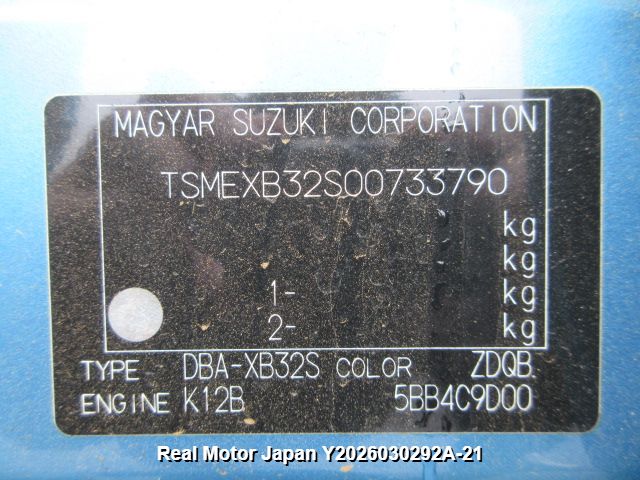 MAGYAR SUZUKI CORPORATION
TSMEXB32S00733790
kg
kg
1- kg
2- kg
TYPE DBA-XB32S COLOR ZDQB.
ENGINE K12B 5BB4C9D00
Real Motor Japan Y2026030292A-21